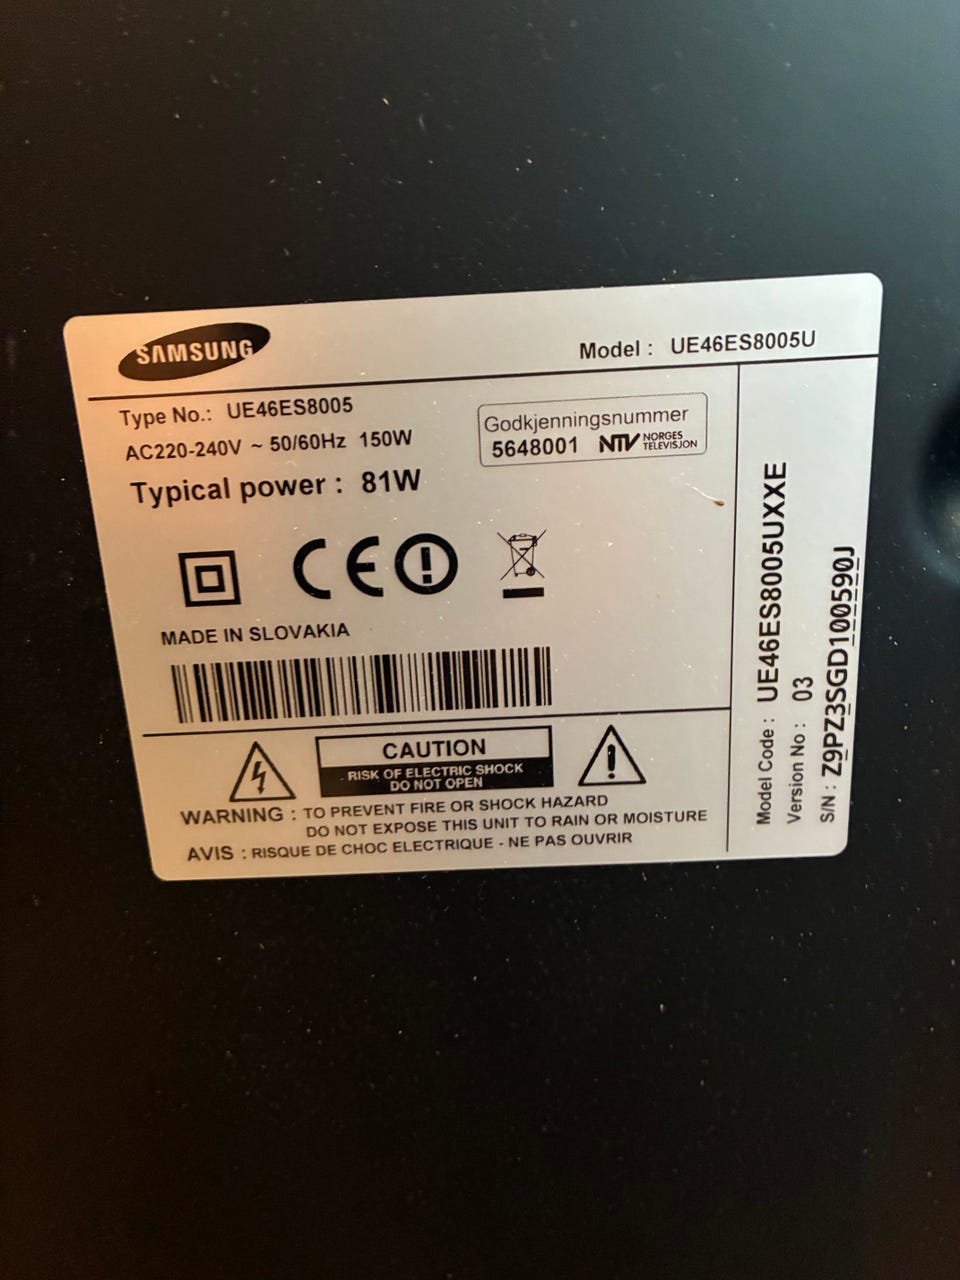 SAMSUNG
Model : UE46ES8005U
Type No.: UE46ES8005
AC220-240V ~ 50/60Hz 150W
Typical power : 81W
Godkjenningsnummer
5648001 NTV NORGES TELEVISJON
CE
MADE IN SLOVAKIA
CAUTION
RISK OF ELECTRIC SHOCK
DO NOT OPEN
WARNING : TO PREVENT FIRE OR SHOCK HAZARD
DO NOT EXPOSE THIS UNIT TO RAIN OR MOISTURE
AVIS : RISQUE DE CHOC ELECTRIQUE - NE PAS OUVRIR
Model Code : UE46ES8005UXXE
Version No : 03
S/N : Z9PZ3SGD100590J